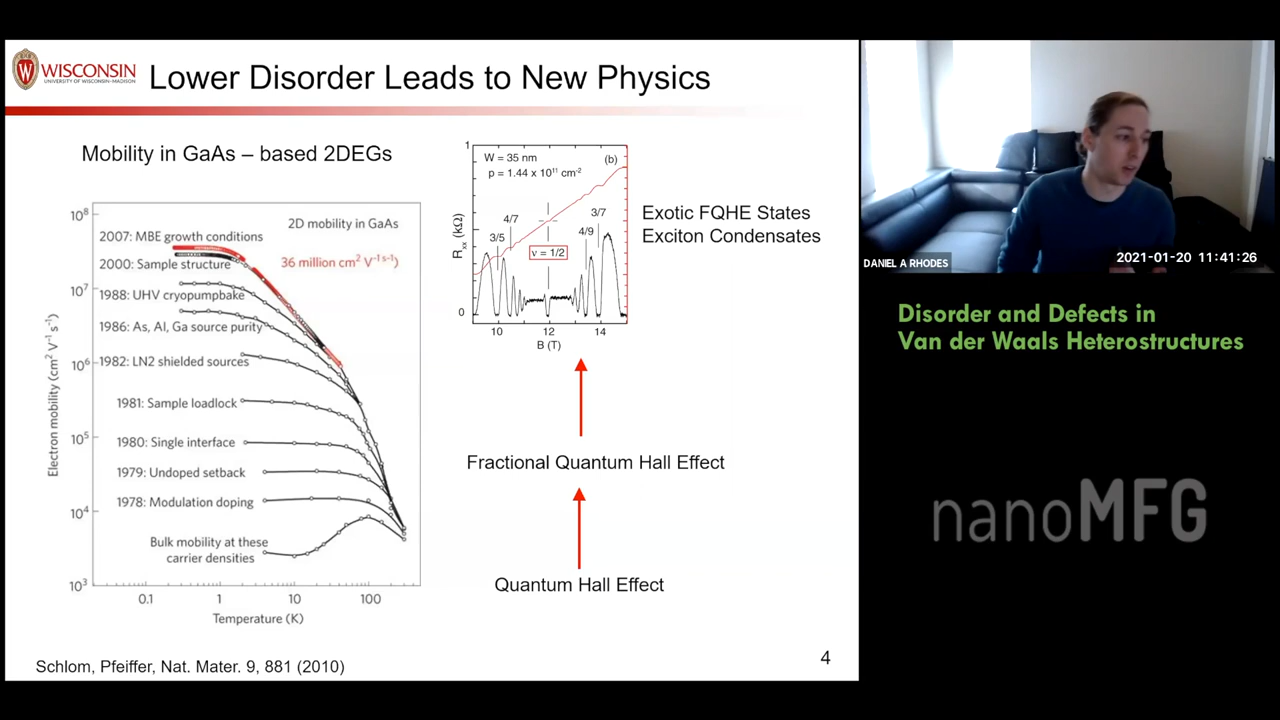 WISCONSIN
UNIVERSITY OF WISCONSIN–MADISON
Lower Disorder Leads to New Physics
Mobility in GaAs – based 2DEGs
2D mobility in GaAs
36 million cm² V⁻¹s⁻¹)
2007: MBE growth conditions
2000: Sample structure
1988: UHV cryopumpbake
1986: As, Al, Ga source purity
1982: LN2 shielded sources
1981: Sample loadlock
1980: Single interface
1979: Undoped setback
1978: Modulation doping
Bulk mobility at these
carrier densities
Electron mobility (cm² V⁻¹ s⁻¹)
10⁸
10⁷
10⁶
10⁵
10⁴
10³
0.1 1 10 100
Temperature (K)
W = 35 nm
(b)
p = 1.44 x 10¹¹ cm⁻²
Rxx (kΩ)
1
0
3/5
4/7
ν = 1/2
4/9
3/7
10 12 14
B (T)
Exotic FQHE States
Exciton Condensates
Fractional Quantum Hall Effect
Quantum Hall Effect
Schlom, Pfeiffer, Nat. Mater. 9, 881 (2010)
4
DANIEL A RHODES
2021-01-20 11:41:26
Disorder and Defects in
Van der Waals Heterostructures
nanoMFG